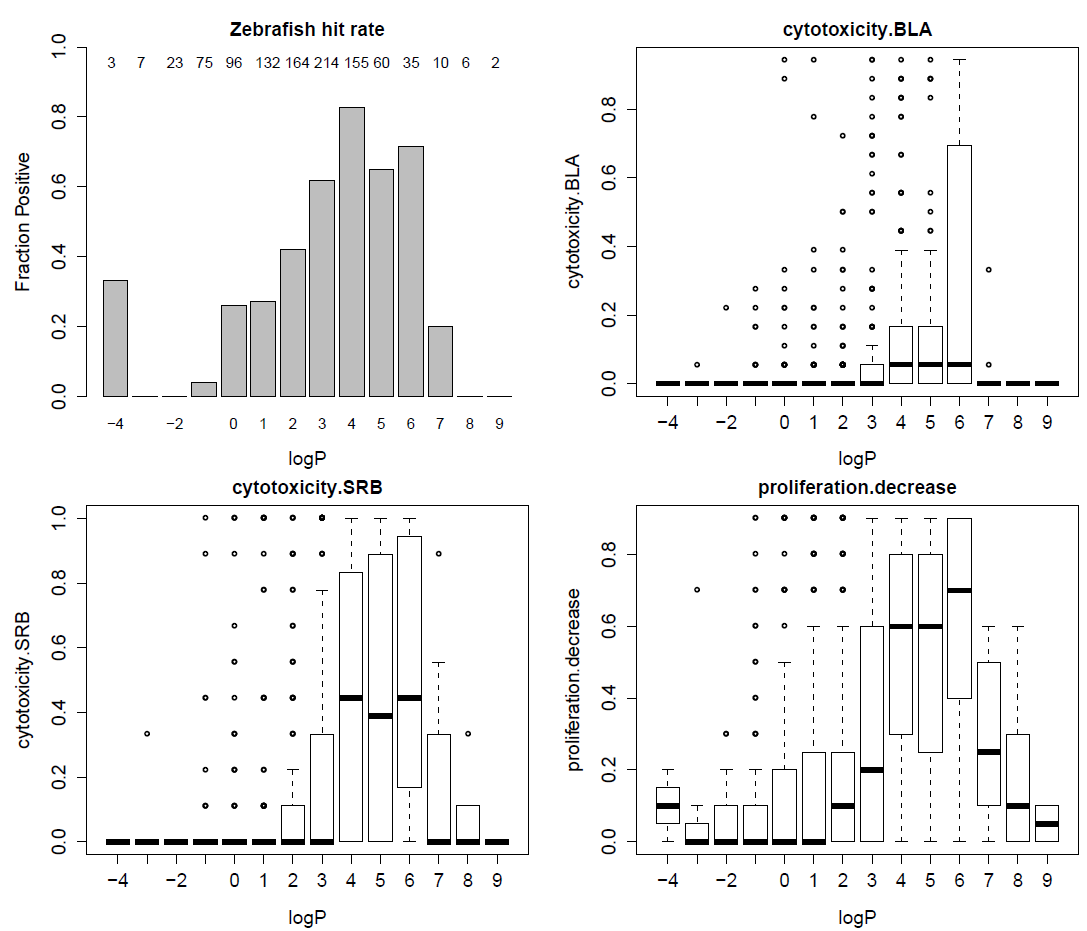 Zebrafish hit rate
3 7 23 75 96 132 164 214 155 60 35 10 6 2
Fraction Positive
0.0 0.2 0.4 0.6 0.8 1.0
−4 −2 0 1 2 3 4 5 6 7 8 9
logP
cytotoxicity.BLA
cytotoxicity.BLA
0.0 0.2 0.4 0.6 0.8
−4 −2 0 1 2 3 4 5 6 7 8 9
logP
cytotoxicity.SRB
cytotoxicity.SRB
0.0 0.2 0.4 0.6 0.8 1.0
−4 −2 0 1 2 3 4 5 6 7 8 9
logP
proliferation.decrease
proliferation.decrease
0.0 0.2 0.4 0.6 0.8
−4 −2 0 1 2 3 4 5 6 7 8 9
logP